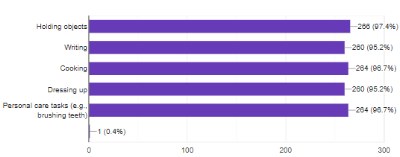 Holding objects 266 (97.4%)
Writing 260 (95.2%)
Cooking 264 (96.7%)
Dressing up 260 (95.2%)
Personal care tasks (e.g.,
brushing teeth) 264 (96.7%)
1 (0.4%)
0 100 200 300